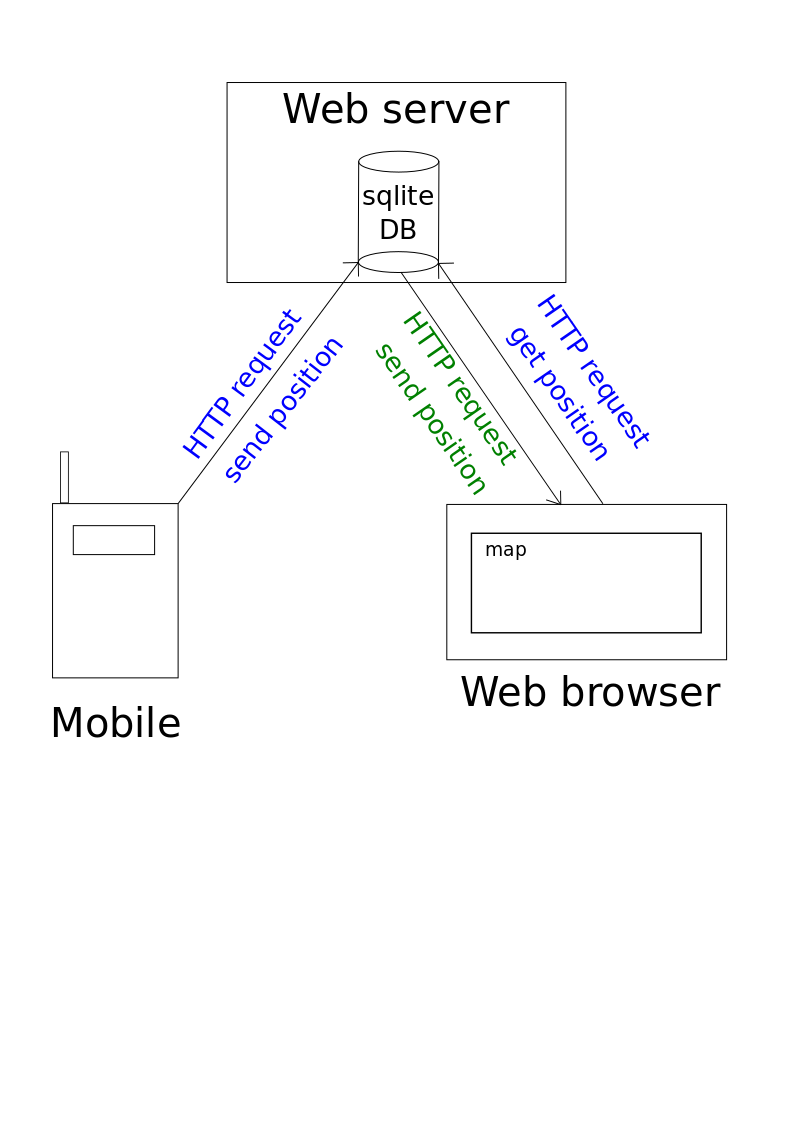 Web server
sqlite
DB
HTTP request
send position
HTTP request
send position
HTTP request
get position
map
Web browser
Mobile